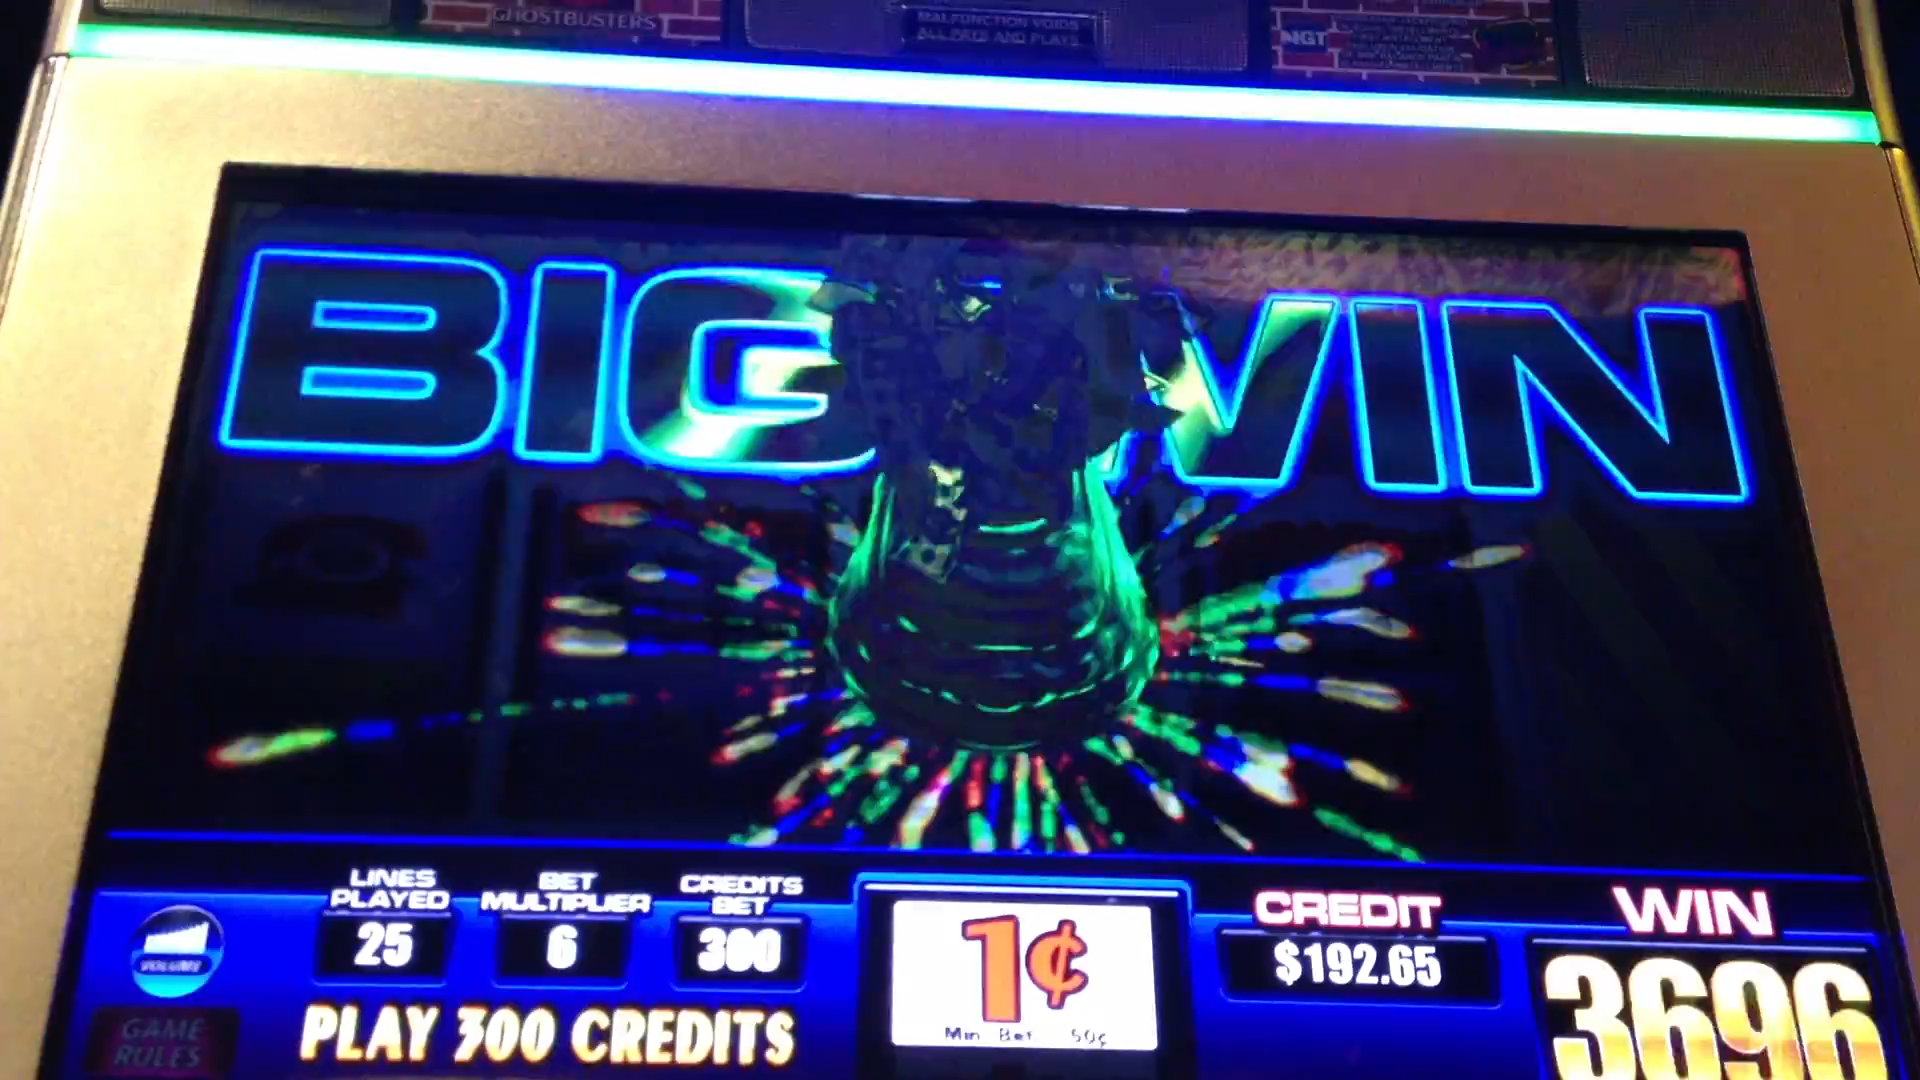 GHOSTBUSTERS
MALFUNCTION VOIDS
ALL PAYS AND PLAYS
IGT
BIG WIN
LINES PLAYED
25
BET MULTIPLIER
6
CREDITS BET
300
1¢
Min Bet 50¢
CREDIT
$192.65
WIN
3696
VOLUME
GAME RULES
PLAY 300 CREDITS